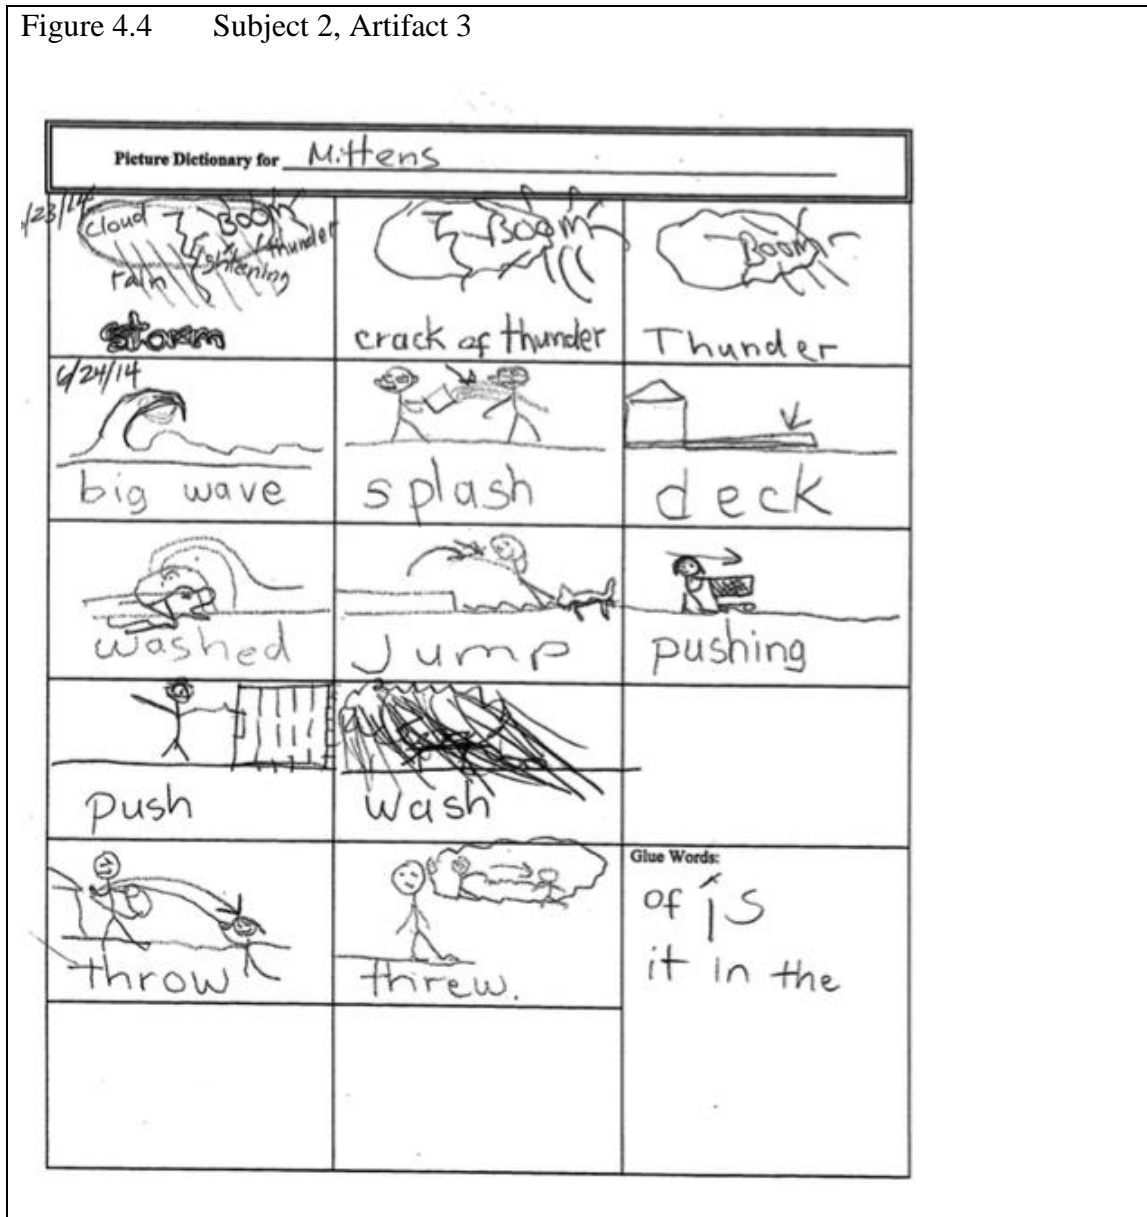 Figure 4.4 Subject 2, Artifact 3
Picture Dictionary for Mittens
/23/14
cloud
BOOM
thunder
lightening
rain
storm
BOOM
crack of thunder
BOOM
Thunder
6/24/14
big wave
splash
deck
washed
Jump
pushing
push
wash
throw
threw.
Glue Words:
of is
it in the